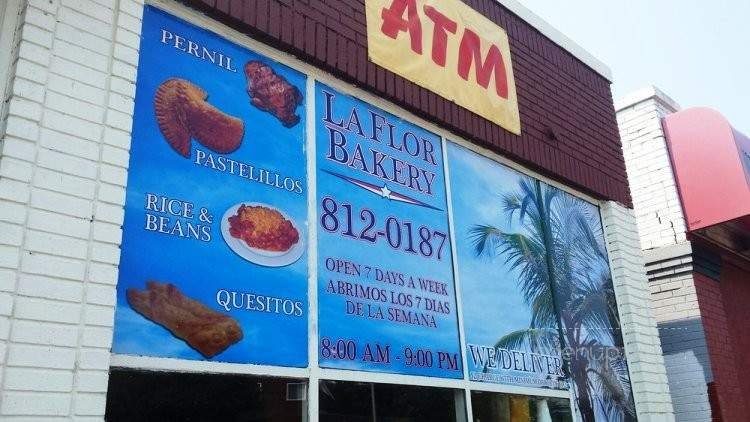 ATM
PERNIL
PASTELILLOS
RICE &
BEANS
QUESITOS
LA FLOR
BAKERY
812-0187
OPEN 7 DAYS A WEEK
ABRIMOS LOS 7 DIAS
DE LA SEMANA
8:00 AM - 9:00 PM
WE DELIVER